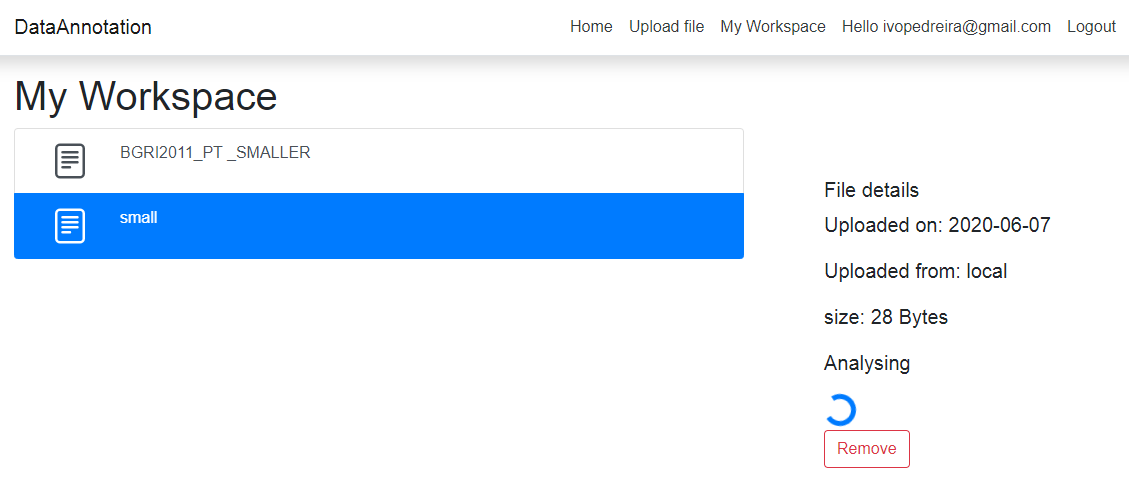 DataAnnotation
Home Upload file My Workspace Hello ivopedreira@gmail.com Logout
My Workspace
BGRI2011_PT _SMALLER
small
File details
Uploaded on: 2020-06-07
Uploaded from: local
size: 28 Bytes
Analysing
Remove